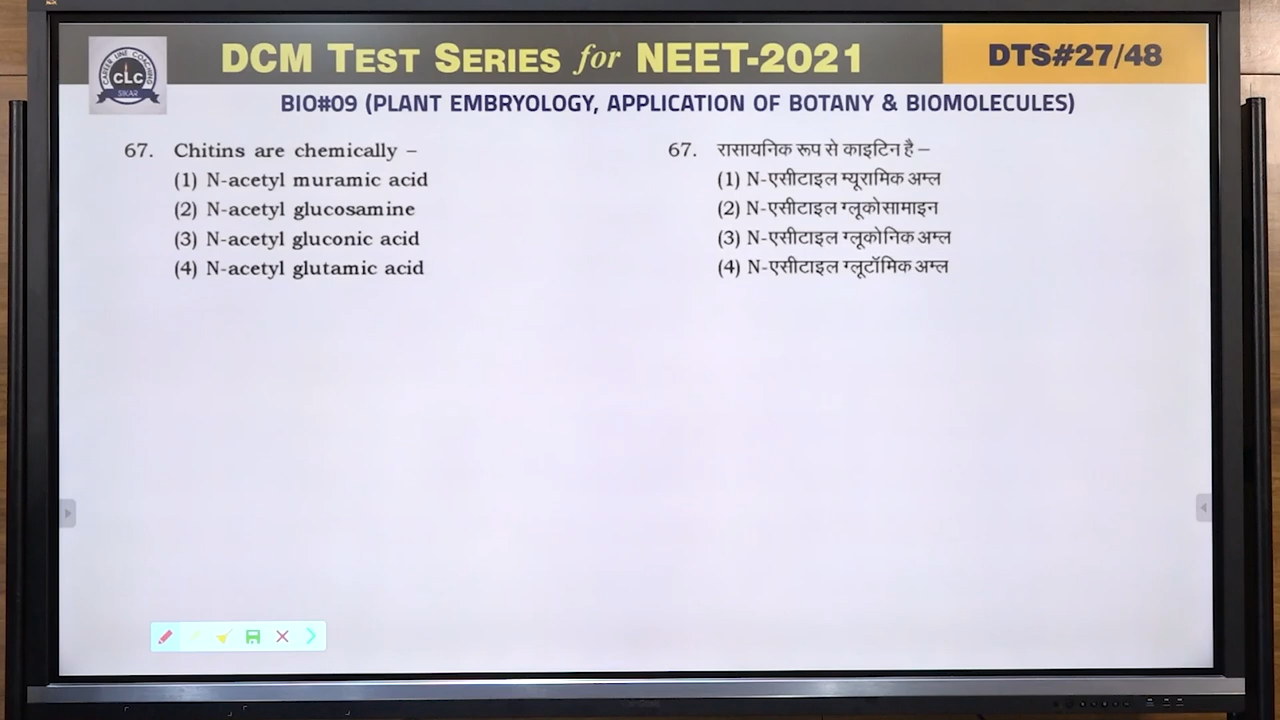 CAREER LINE COACHING
CLC
SIKAR
DCM TEST SERIES for NEET-2021
DTS#27/48
BIO#09 (PLANT EMBRYOLOGY, APPLICATION OF BOTANY & BIOMOLECULES)
67. Chitins are chemically –
(1) N-acetyl muramic acid
(2) N-acetyl glucosamine
(3) N-acetyl gluconic acid
(4) N-acetyl glutamic acid
67. रासायनिक रूप से काइटिन है –
(1) N-एसीटाइल म्यूरामिक अम्ल
(2) N-एसीटाइल ग्लूकोसामाइन
(3) N-एसीटाइल ग्लूकोनिक अम्ल
(4) N-एसीटाइल ग्लूटॉमिक अम्ल